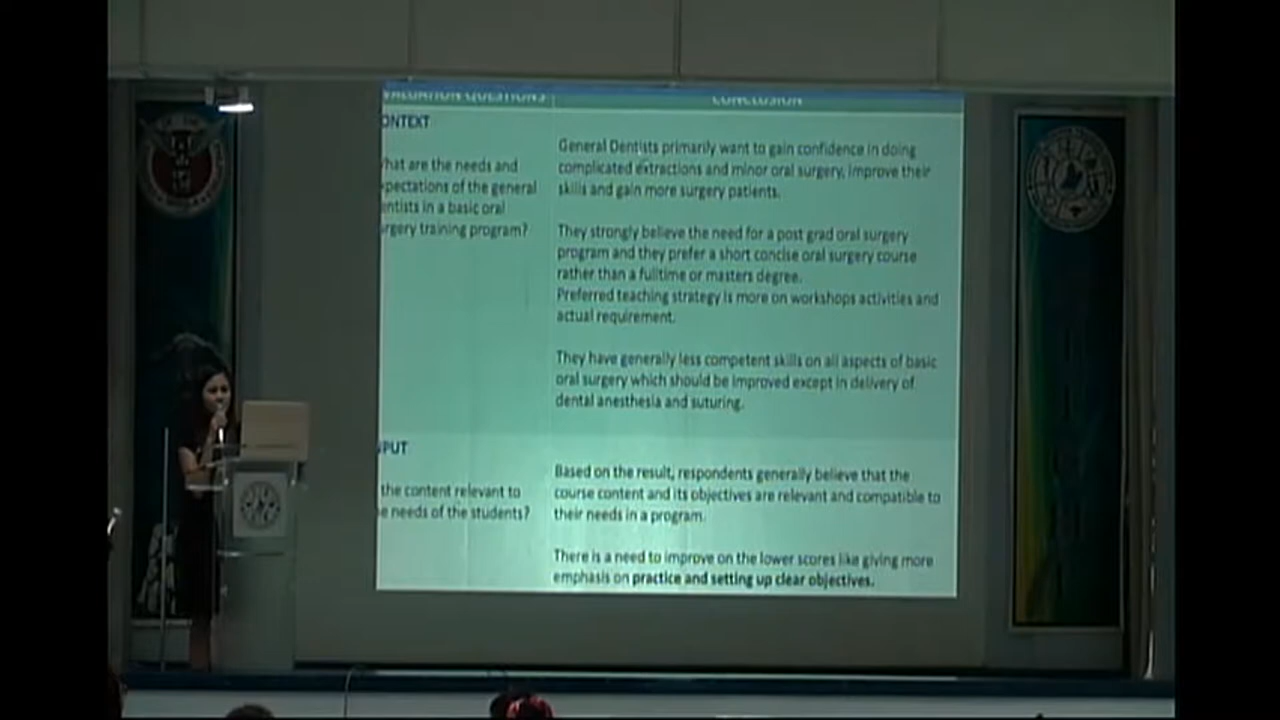 VALUATION QUESTIONS
CONCLUSION
ONTEXT
hat are the needs and
pectations of the general
entists in a basic oral
rgery training program?
General Dentists primarily want to gain confidence in doing
complicated extractions and minor oral surgery, improve their
skills and gain more surgery patients.
They strongly believe the need for a post grad oral surgery
program and they prefer a short concise oral surgery course
rather than a fulltime or masters degree.
Preferred teaching strategy is more on workshops activities and
actual requirement.
They have generally less competent skills on all aspects of basic
oral surgery which should be improved except in delivery of
dental anesthesia and suturing.
PUT
the content relevant to
e needs of the students?
Based on the result, respondents generally believe that the
course content and its objectives are relevant and compatible to
their needs in a program.
There is a need to improve on the lower scores like giving more
emphasis on practice and setting up clear objectives.